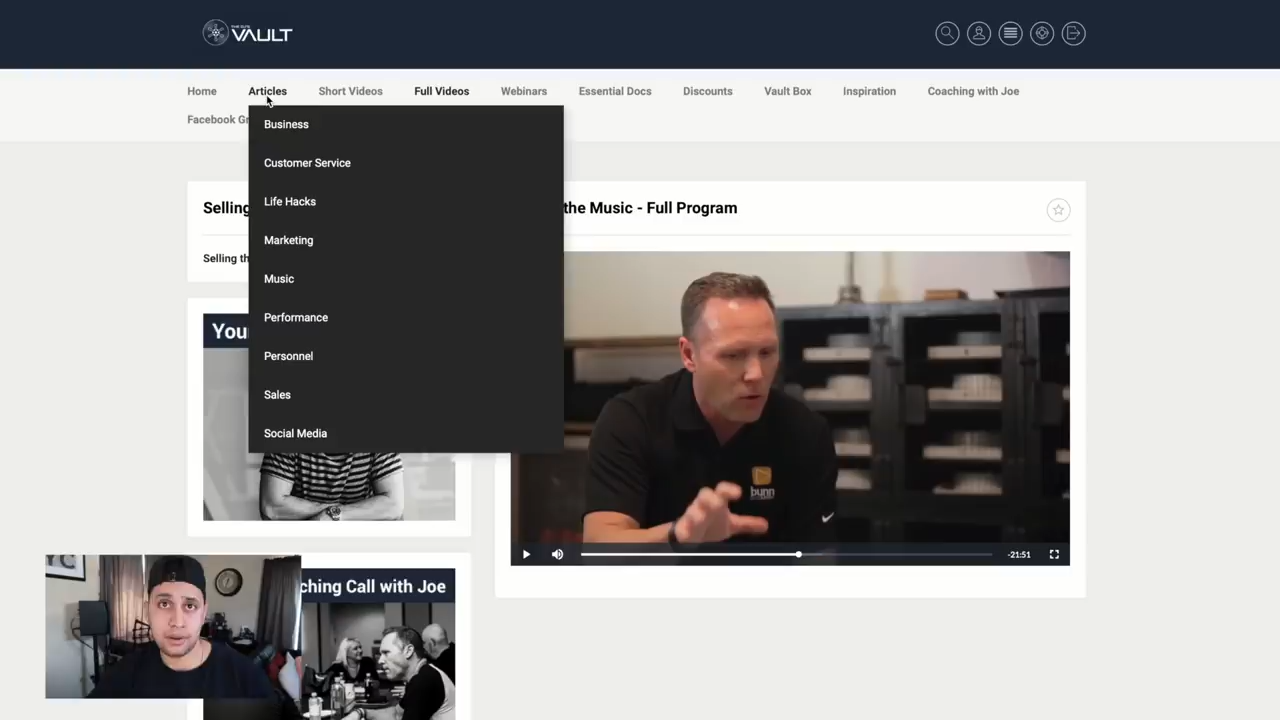 VAULT
Home Articles Short Videos Full Videos Webinars Essential Docs Discounts Vault Box Inspiration Coaching with Joe
Facebook Gr
Business
Customer Service
Life Hacks
Marketing
Music
Performance
Personnel
Sales
Social Media
Selling the Music - Full Program
Selling th
You
bunn
-21:51
YC
ching Call with Joe